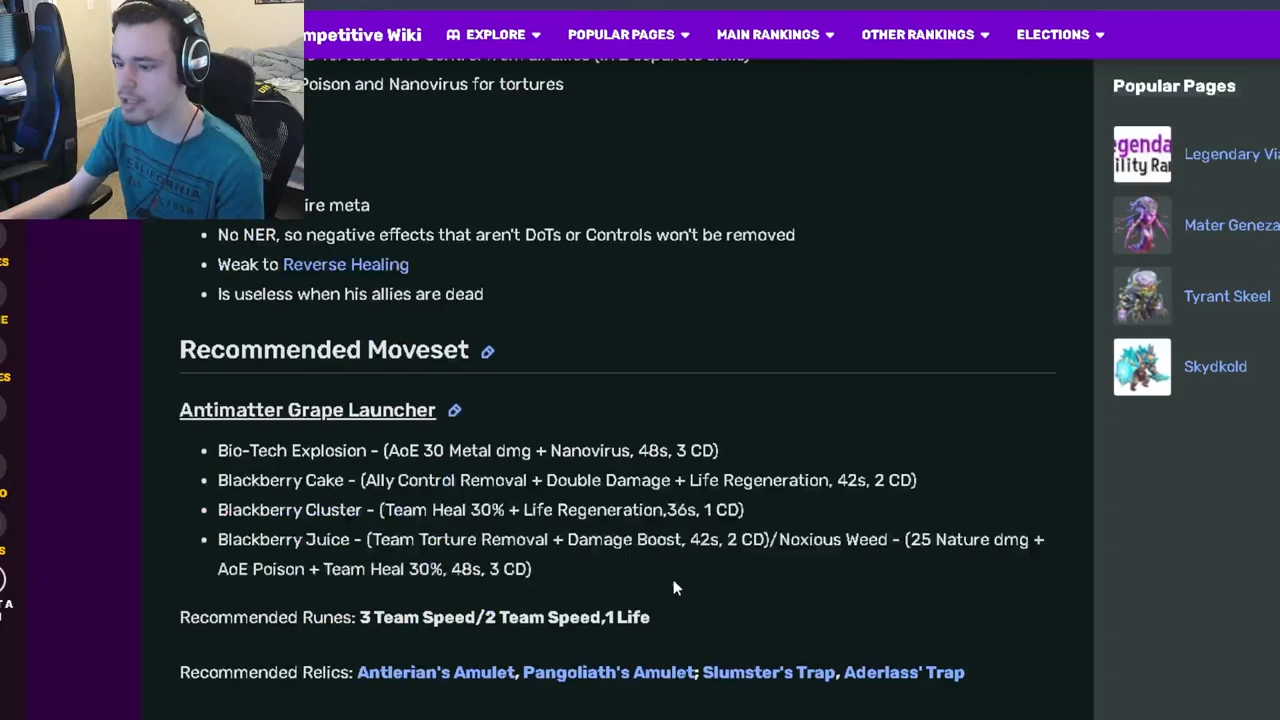 mpetitive Wiki
EXPLORE
POPULAR PAGES
MAIN RANKINGS
OTHER RANKINGS
ELECTIONS
Poison and Nanovirus for tortures
ire meta
No NER, so negative effects that aren't DoTs or Controls won't be removed
Weak to Reverse Healing
Is useless when his allies are dead
Recommended Moveset
Antimatter Grape Launcher
Bio-Tech Explosion - (AoE 30 Metal dmg + Nanovirus, 48s, 3 CD)
Blackberry Cake - (Ally Control Removal + Double Damage + Life Regeneration, 42s, 2 CD)
Blackberry Cluster - (Team Heal 30% + Life Regeneration,36s, 1 CD)
Blackberry Juice - (Team Torture Removal + Damage Boost, 42s, 2 CD)/Noxious Weed - (25 Nature dmg +
AoE Poison + Team Heal 30%, 48s, 3 CD)
Recommended Runes: 3 Team Speed/2 Team Speed,1 Life
Recommended Relics: Antlerian's Amulet, Pangoliath's Amulet; Slumster's Trap, Aderlass' Trap
Popular Pages
Legendary Via
Mater Geneza
Tyrant Skeel
Skydkold
CALIFORNIA